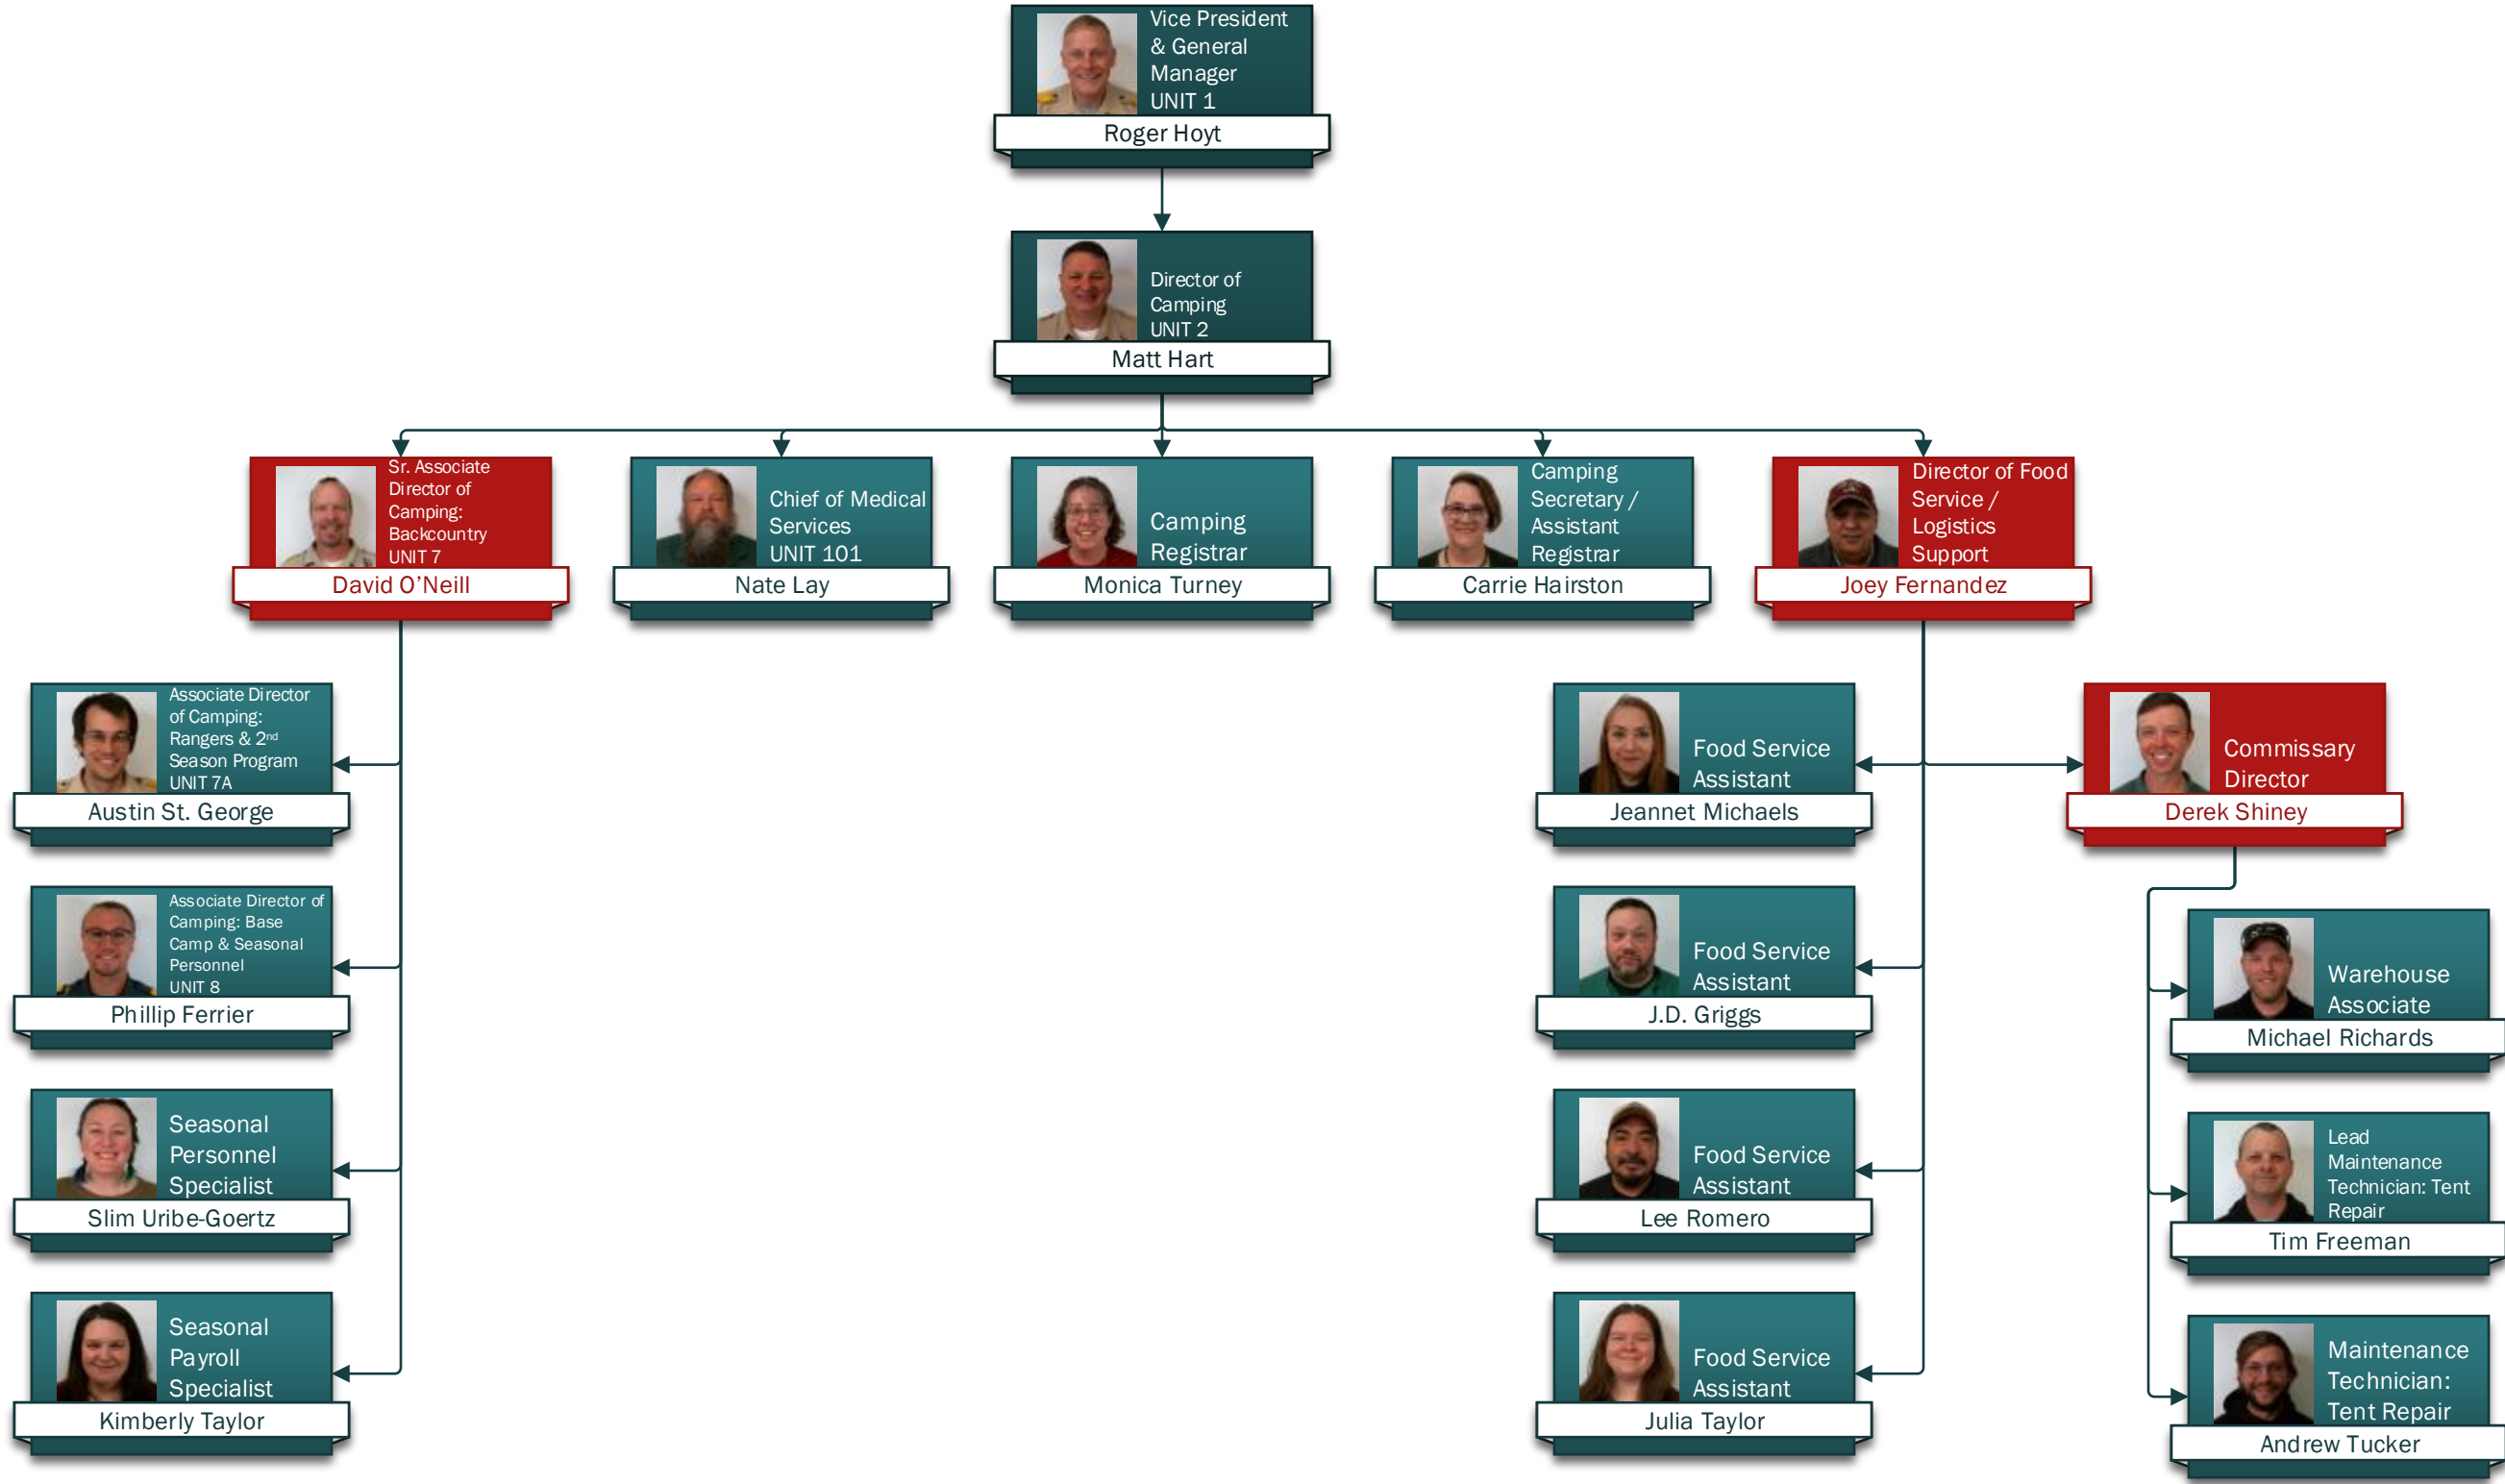 Vice President
& General
Manager
UNIT 1
Roger Hoyt
Director of
Camping
UNIT 2
Matt Hart
Sr. Associate
Director of
Camping:
Backcountry
UNIT 7
David O'Neill
Chief of Medical
Services
UNIT 101
Nate Lay
Camping
Registrar
Monica Turney
Camping
Secretary /
Assistant
Registrar
Carrie Hairston
Director of Food
Service /
Logistics
Support
Joey Fernandez
Associate Director
of Camping:
Rangers & 2nd
Season Program
UNIT 7A
Austin St. George
Associate Director of
Camping: Base
Camp & Seasonal
Personnel
UNIT 8
Phillip Ferrier
Seasonal
Personnel
Specialist
Slim Uribe-Goertz
Seasonal
Payroll
Specialist
Kimberly Taylor
Food Service
Assistant
Jeannet Michaels
Food Service
Assistant
J.D. Griggs
Food Service
Assistant
Lee Romero
Food Service
Assistant
Julia Taylor
Commissary
Director
Derek Shiney
Warehouse
Associate
Michael Richards
Lead
Maintenance
Technician: Tent
Repair
Tim Freeman
Maintenance
Technician:
Tent Repair
Andrew Tucker